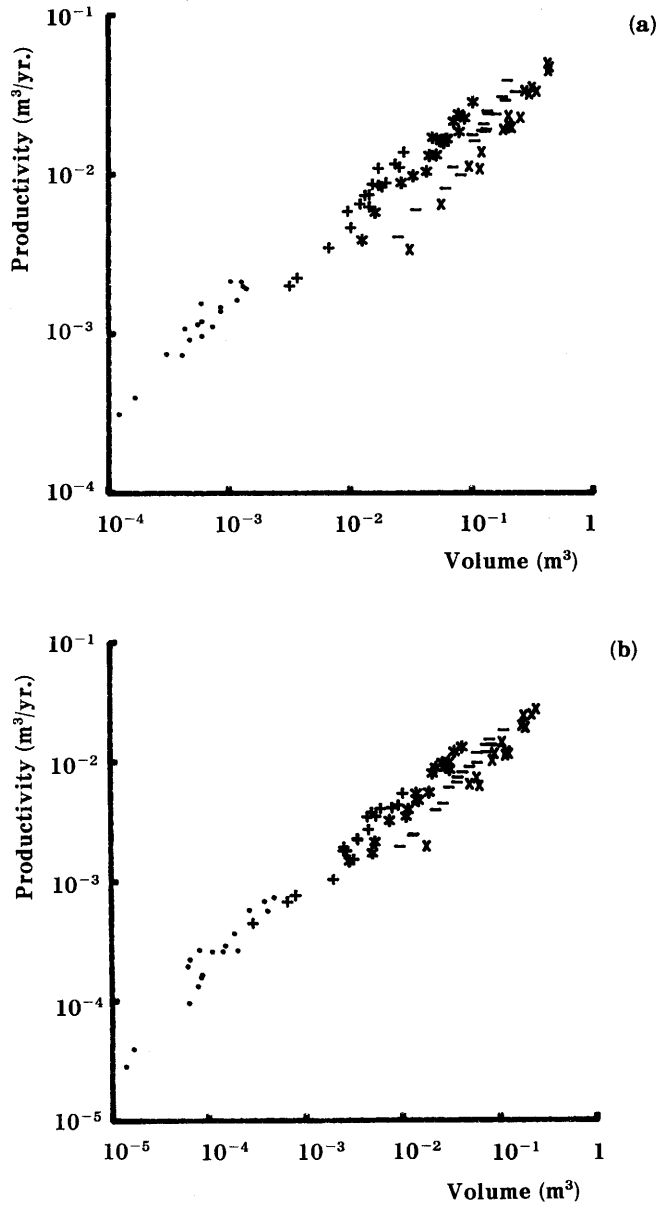 (a)
Productivity (m³/yr.)
10⁻¹
10⁻²
10⁻³
10⁻⁴
10⁻⁴ 10⁻³ 10⁻² 10⁻¹ 1
Volume (m³)
(b)
Productivity (m³/yr.)
10⁻¹
10⁻²
10⁻³
10⁻⁴
10⁻⁵
10⁻⁵ 10⁻⁴ 10⁻³ 10⁻² 10⁻¹ 1
Volume (m³)